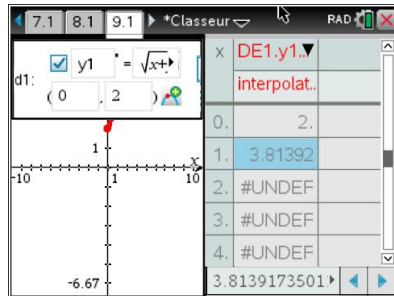 7.1 8.1 9.1 *Classeur RAD
d1: y1 ' = √x+
(0 , 2 )
1
x
-10 1 10
-6.67
x DE1.y1..
interpolat..
0. 2.
1. 3.81392
2. #UNDEF
3. #UNDEF
4. #UNDEF
3.8139173501